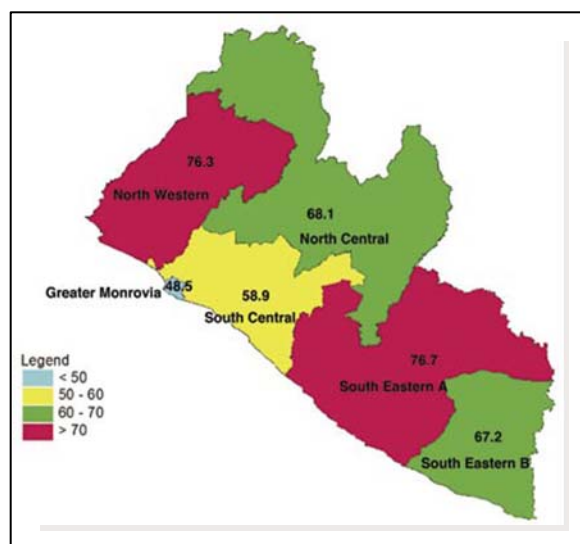 76.3
North Western
68.1
North Central
Greater Monrovia
48.5
58.9
South Central
76.7
South Eastern A
67.2
South Eastern B
Legend
< 50
50 - 60
60 - 70
> 70